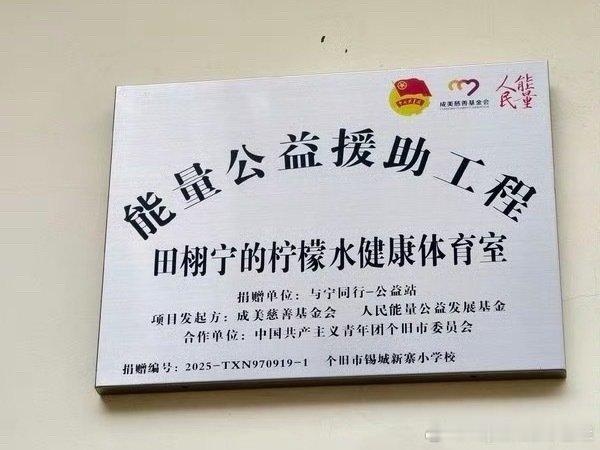 成美慈善基金会
人民能量
能量公益援助工程
田栩宁的柠檬水健康体育室
捐赠单位：与宁同行-公益站
项目发起方：成美慈善基金会 人民能量公益发展基金
合作单位：中国共产主义青年团个旧市委员会
捐赠编号：2025-TXN970919-1 个旧市锡城新寨小学校